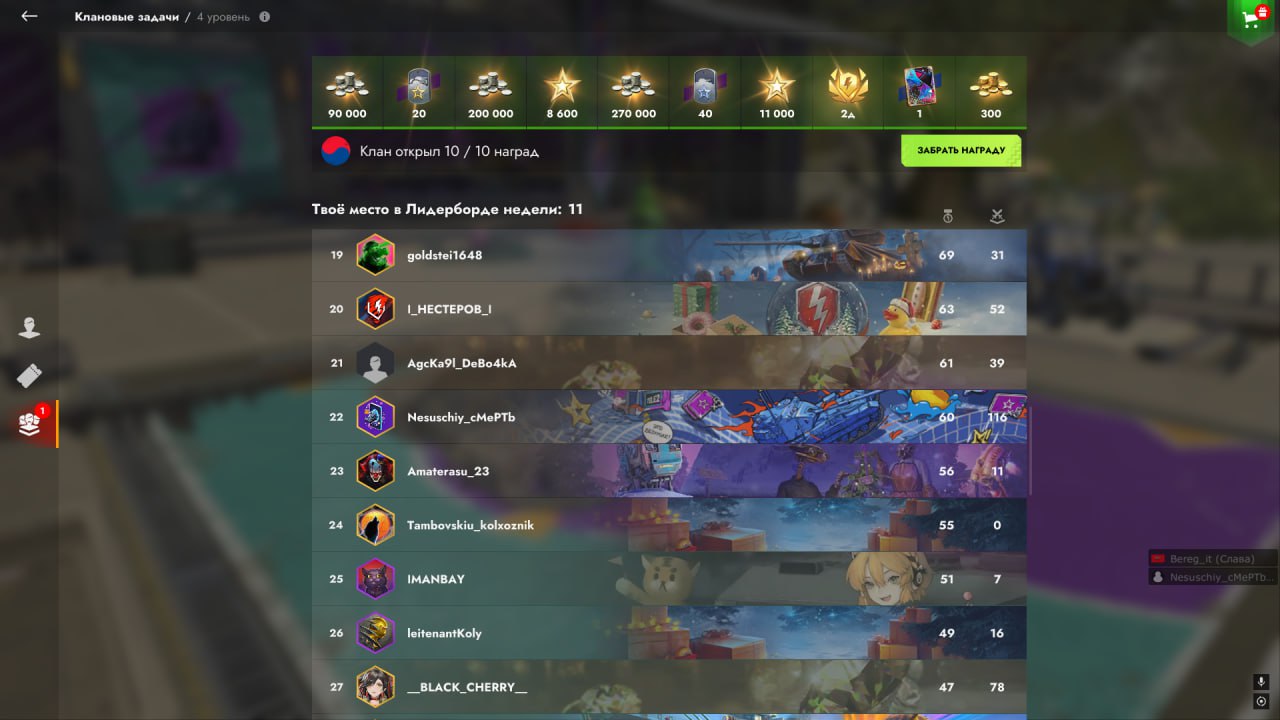 Клановые задачи / 4 уровень
90 000
20
200 000
8 600
270 000
40
11 000
2д
1
300
Клан открыл 10 / 10 наград
ЗАБРАТЬ НАГРАДУ
Твоё место в Лидерборде недели: 11
19 goldstei1648 69 31
20 I_HECTEPOB_I 63 52
21 AgcKa9l_DeBo4kA 61 39
22 Nesuschiy_cMePTb 60 116
23 Amaterasu_23 56 11
24 Tambovskiu_kolxoznik 55 0
25 IMANBAY 51 7
26 leitenantKoly 49 16
27 __BLACK_CHERRY__ 47 78
1
Bereg_it (Слава)
Nesuschiy_cMePTb...